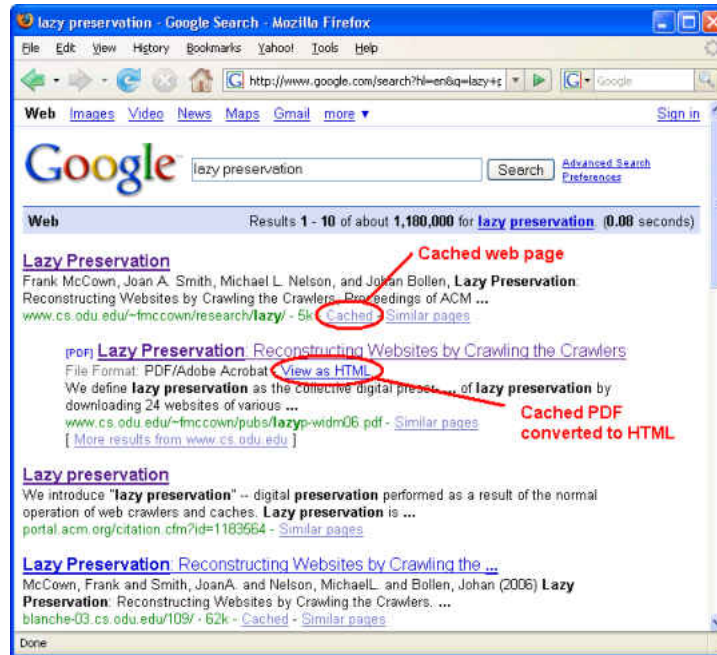 lazy preservation - Google Search - Mozilla Firefox
File Edit View History Bookmarks Yahoo! Tools Help
http://www.google.com/search?hl=en&q=lazy+p
Google
Web Images Video News Maps Gmail more ▼ Sign in
Google lazy preservation Search Advanced Search
Preferences
Web Results 1 - 10 of about 1,180,000 for lazy preservation. (0.08 seconds)
Cached web page
Lazy Preservation
Frank McCown, Joan A. Smith, Michael L. Nelson, and Johan Bollen, Lazy Preservation:
Reconstructing Websites by Crawling the Crawlers, Proceedings of ACM ...
www.cs.odu.edu/~fmccown/research/lazy/ - 5k - Cached - Similar pages
[PDF] Lazy Preservation: Reconstructing Websites by Crawling the Crawlers
File Format: PDF/Adobe Acrobat - View as HTML
We define lazy preservation as the collective digital preser... ... of lazy preservation by
downloading 24 websites of various ...
www.cs.odu.edu/~fmccown/pubs/lazyp-widm06.pdf - Similar pages
[ More results from www.cs.odu.edu ]
Cached PDF
converted to HTML
Lazy preservation
We introduce "lazy preservation" -- digital preservation performed as a result of the normal
operation of web crawlers and caches. Lazy preservation is ...
portal.acm.org/citation.cfm?id=1183564 - Similar pages
Lazy Preservation: Reconstructing Websites by Crawling the ...
McCown, Frank and Smith, JoanA. and Nelson, MichaelL. and Bollen, Johan (2006) Lazy
Preservation: Reconstructing Websites by Crawling the Crawlers. ...
blanche-03.cs.odu.edu/109/ - 62k - Cached - Similar pages
Done